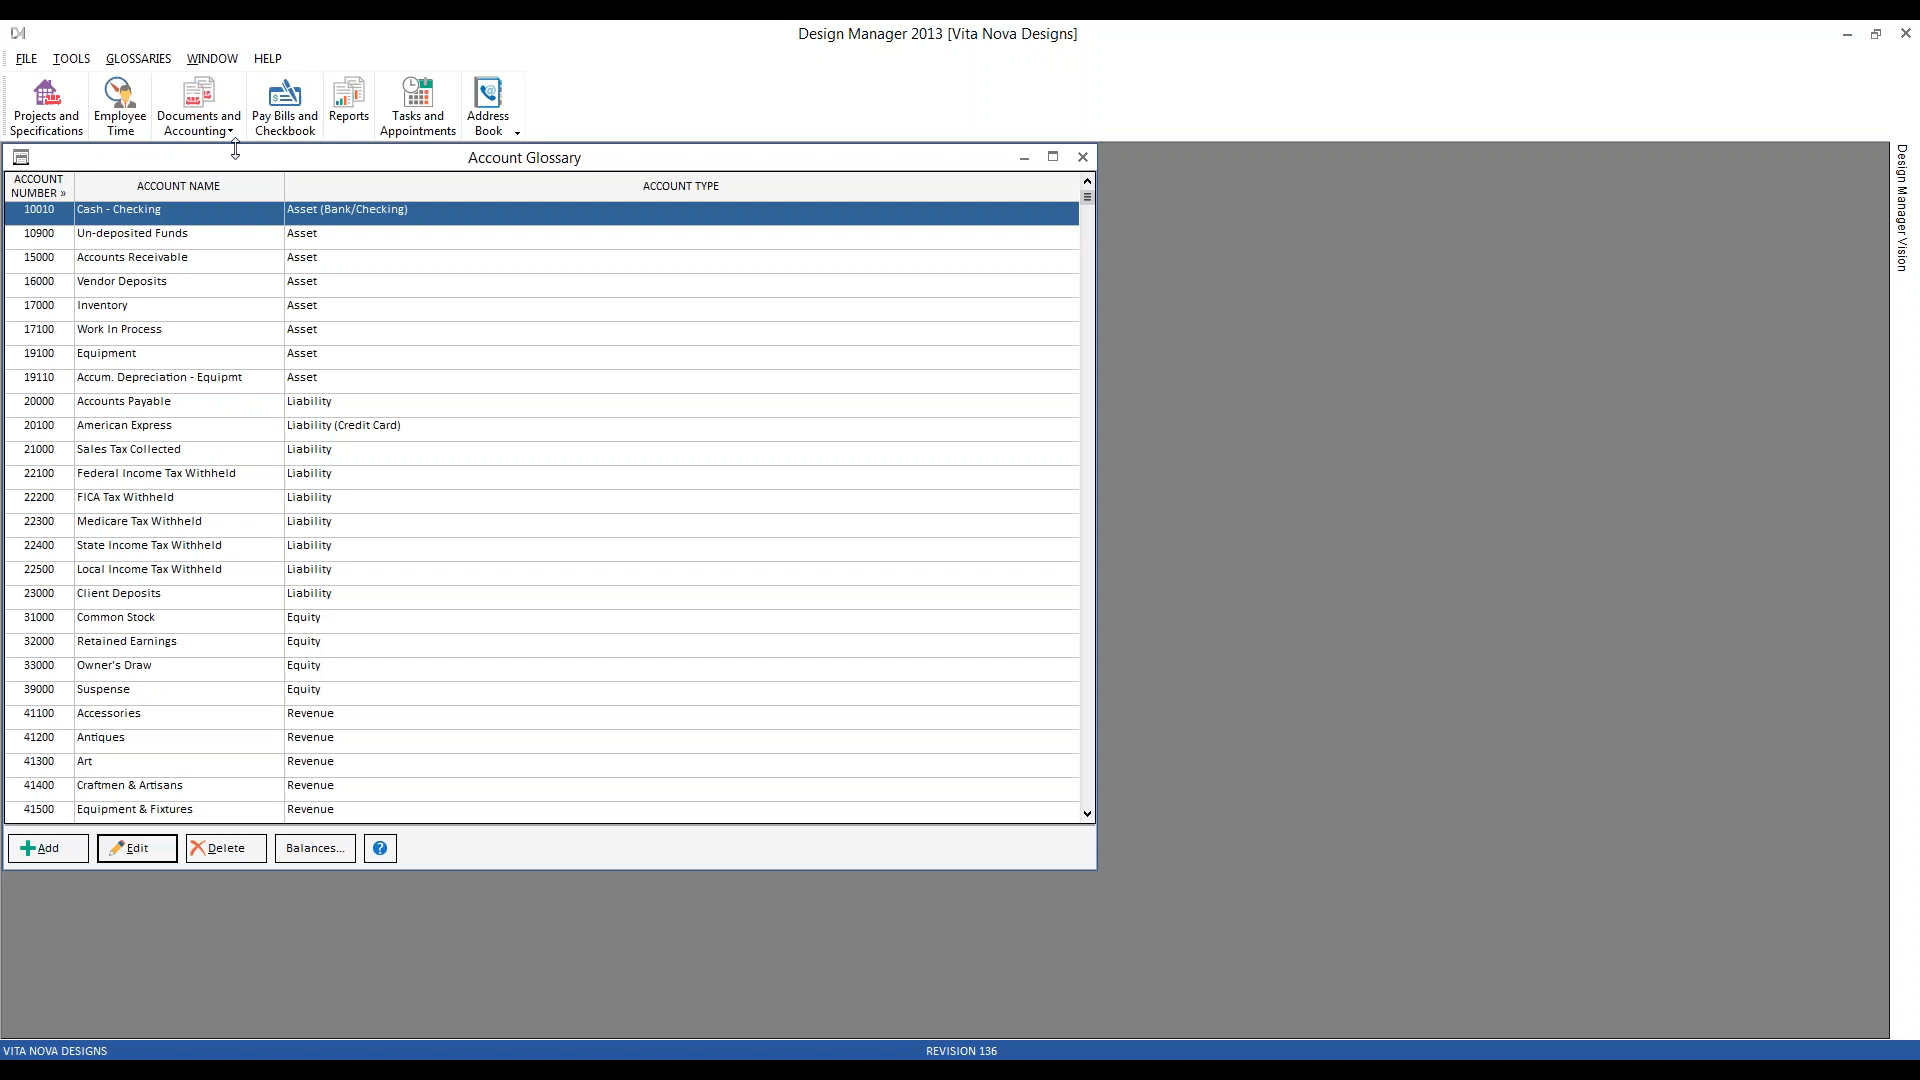 Design Manager 2013 [Vita Nova Designs]
FILE TOOLS GLOSSARIES WINDOW HELP
Projects and Specifications
Employee Time
Documents and Accounting
Pay Bills and Checkbook
Reports
Tasks and Appointments
Address Book
Design Manager Vision
Account Glossary
ACCOUNT NUMBER » ACCOUNT NAME ACCOUNT TYPE
10010 Cash - Checking Asset (Bank/Checking)
10900 Un-deposited Funds Asset
15000 Accounts Receivable Asset
16000 Vendor Deposits Asset
17000 Inventory Asset
17100 Work In Process Asset
19100 Equipment Asset
19110 Accum. Depreciation - Equipmt Asset
20000 Accounts Payable Liability
20100 American Express Liability (Credit Card)
21000 Sales Tax Collected Liability
22100 Federal Income Tax Withheld Liability
22200 FICA Tax Withheld Liability
22300 Medicare Tax Withheld Liability
22400 State Income Tax Withheld Liability
22500 Local Income Tax Withheld Liability
23000 Client Deposits Liability
31000 Common Stock Equity
32000 Retained Earnings Equity
33000 Owner's Draw Equity
39000 Suspense Equity
41100 Accessories Revenue
41200 Antiques Revenue
41300 Art Revenue
41400 Craftmen & Artisans Revenue
41500 Equipment & Fixtures Revenue
Add Edit Delete Balances... ?
VITA NOVA DESIGNS REVISION 136